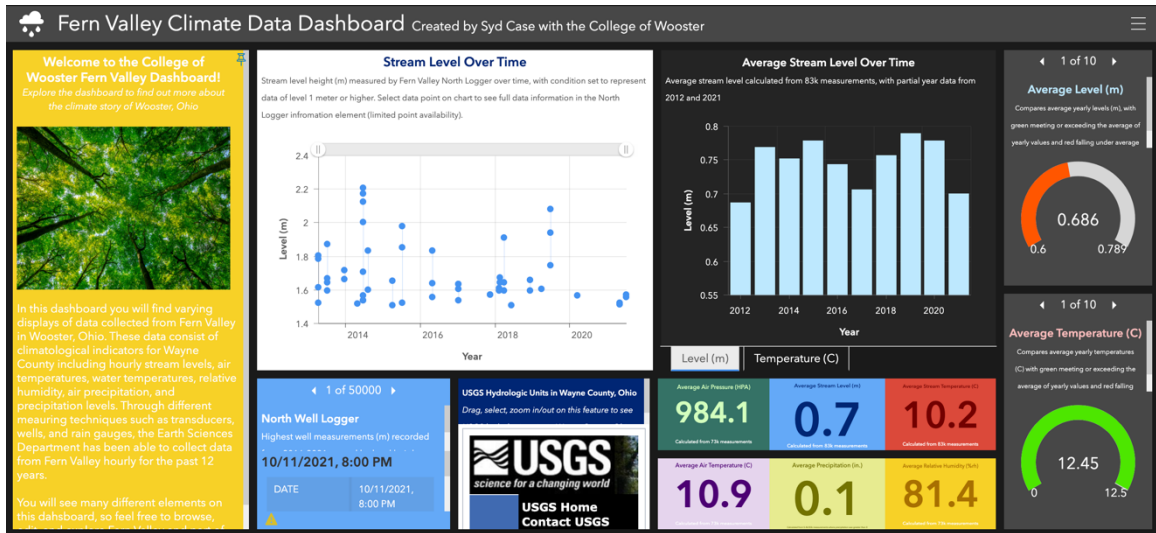 Fern Valley Climate Data Dashboard Created by Syd Case with the College of Wooster
Welcome to the College of
Wooster Fern Valley Dashboard!
Explore the dashboard to find out more about
the climate story of Wooster, Ohio
In this dashboard you will find varying
displays of data collected from Fern Valley
in Wooster, Ohio. These data consist of
climatological indicators for Wayne
County including hourly stream levels, air
temperatures, water temperatures, relative
humidity, air precipitation, and
precipitation levels. Through different
meauring techniques such as transducers,
wells, and rain gauges, the Earth Sciences
Department has been able to collect data
from Fern Valley hourly for the past 12
years.
You will see many different elements on
this dahsboard, so feel free to browse,
Stream Level Over Time
Stream level height (m) measured by Fern Valley North Logger over time, with condition set to represent
data of level 1 meter or higher. Select data point on chart to see full data information in the North
Logger infromation element (limited point availability).
2.4
2.2
2
1.8
1.6
1.4
Level (m)
2014
2016
2018
2020
Year
1 of 50000
North Well Logger
Highest well measurements (m) recorded
10/11/2021, 8:00 PM
DATE
10/11/2021,
8:00 PM
USGS Hydrologic Units in Wayne County, Ohio
Drag, select, zoom in/out on this feature to see
USGS
science for a changing world
USGS Home
Contact USGS
Average Stream Level Over Time
Average stream level calculated from 83k measurements, with partial year data from
2012 and 2021
0.8
0.75
0.7
0.65
0.6
0.55
Level (m)
2012
2014
2016
2018
2020
Year
Level (m)
Temperature (C)
Average Air Pressure (HPA)
984.1
Calculated from 73k measurements
Average Stream Level (m)
0.7
Calculated from 83k measurements
Average Stream Temperature (C)
10.2
Calculated from 83k measurements
Average Air Temperature (C)
10.9
Average Precipitation (in.)
0.1
Average Relative Humidity (%rh)
81.4
1 of 10
Average Level (m)
Compares average yearly levels (m), with
green meeting or exceeding the average of
yearly values and red falling under average
0.686
0.6
0.789
1 of 10
Average Temperature (C)
Compares average yearly temperatures
(C) with green meeting or exceeding the
average of yearly values and red falling
12.45
0
12.5